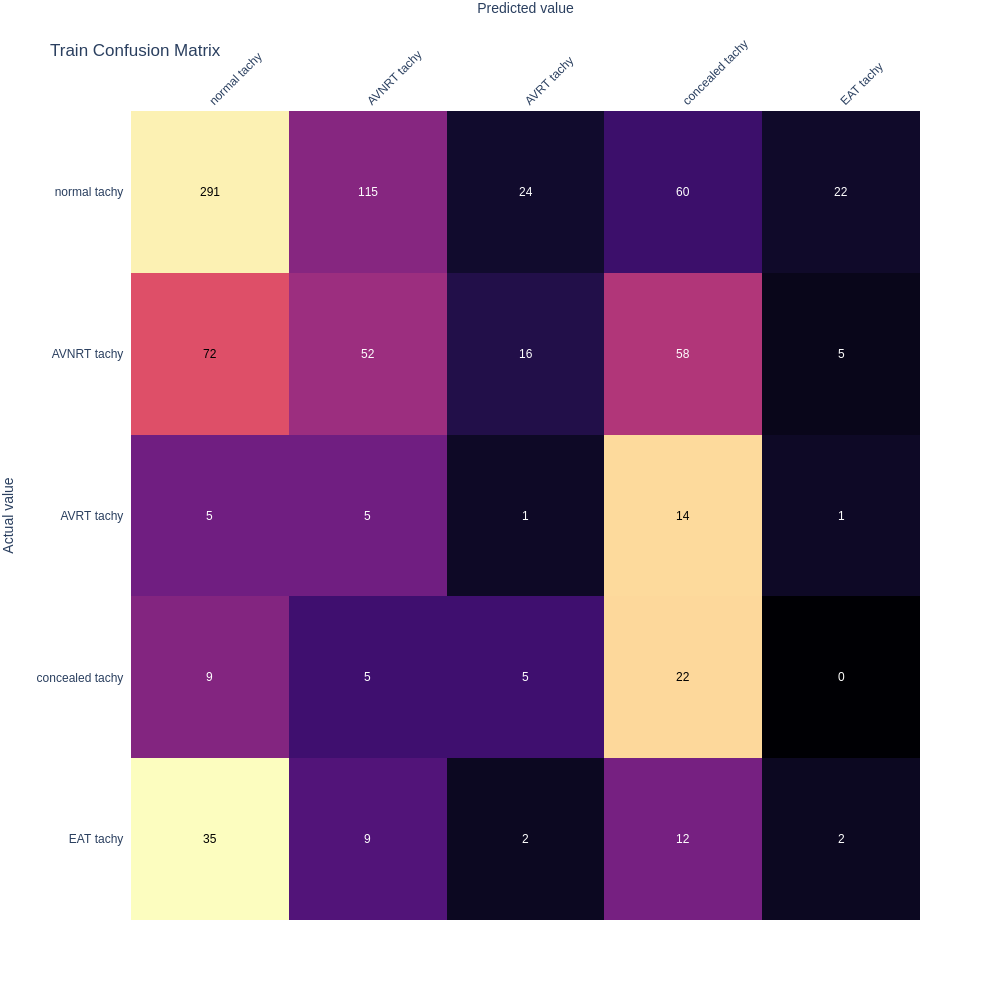 Predicted value
Train Confusion Matrix
normal tachy AVNRT tachy AVRT tachy concealed tachy EAT tachy
Actual value
normal tachy 291 115 24 60 22
AVNRT tachy 72 52 16 58 5
AVRT tachy 5 5 1 14 1
concealed tachy 9 5 5 22 0
EAT tachy 35 9 2 12 2